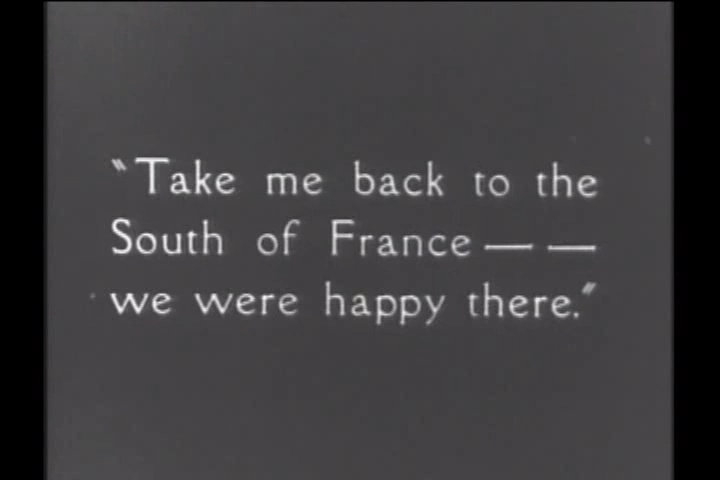 "Take me back to the
South of France — —
we were happy there."